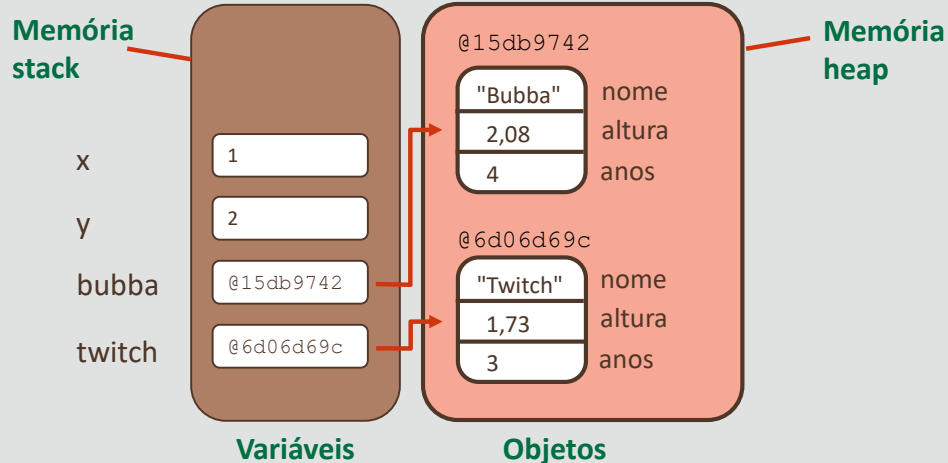 Memória
stack
@15db9742
Memória
heap
"Bubba" nome
2,08 altura
4 anos
x 1
y 2
bubba @15db9742
twitch @6d06d69c
@6d06d69c
"Twitch" nome
1,73 altura
3 anos
Variáveis
Objetos